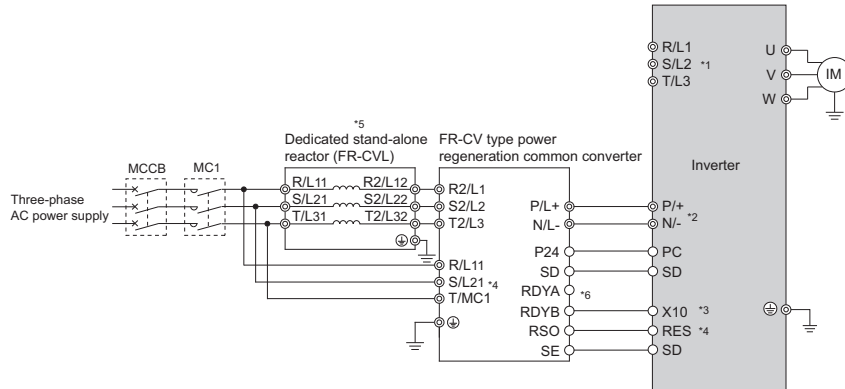 R/L1
S/L2 *1
T/L3
U
V
W
IM
Inverter
*5
Dedicated stand-alone
reactor (FR-CVL)
FR-CV type power
regeneration common converter
MCCB
MC1
Three-phase
AC power supply
R/L11 R2/L12
S/L21 S2/L22
T/L31 T2/L32
R2/L1
S2/L2
T2/L3
R/L11
S/L21 *4
T/MC1
P/L+
N/L-
P24
SD
RDYA *6
RDYB
RSO
SE
P/+
N/- *2
PC
SD
X10 *3
RES *4
SD